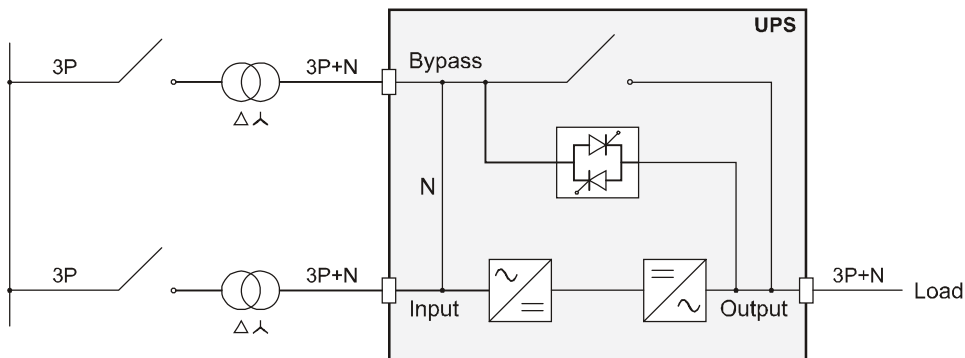 UPS
3P
3P+N
Bypass
N
3P
3P+N
Input
Output
3P+N
Load